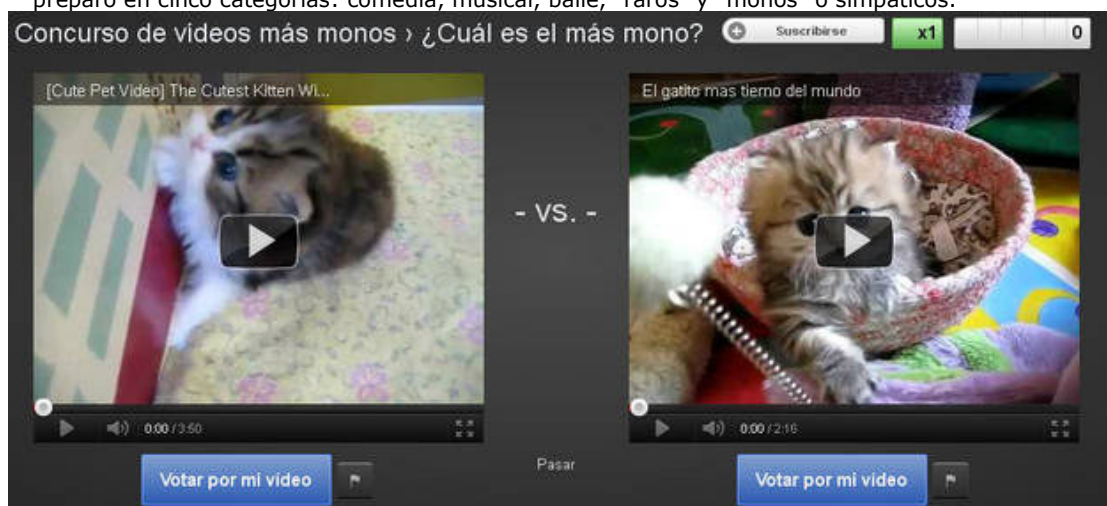 preparó en cinco categorías: comedia, musical, baile, "raros" y "monos" o simpáticos.
Concurso de videos más monos › ¿Cuál es el más mono?
Suscribirse
x1
0
[Cute Pet Video] The Cutest Kitten Wi...
El gatito mas tierno del mundo
- VS. -
0:00 / 3:50
0:00 / 2:16
Votar por mi video
Pasar
Votar por mi video